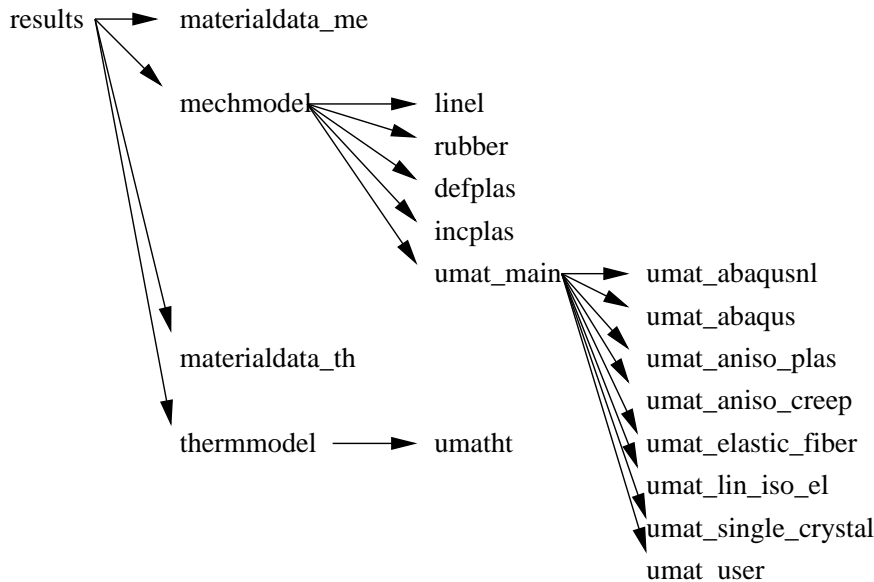 results
materialdata_me
mechmodel
linel
rubber
defplas
incplas
umat_main
umat_abaqusnl
umat_abaqus
umat_aniso_plas
umat_aniso_creep
umat_elastic_fiber
umat_lin_iso_el
umat_single_crystal
umat_user
materialdata_th
thermmodel
umatht